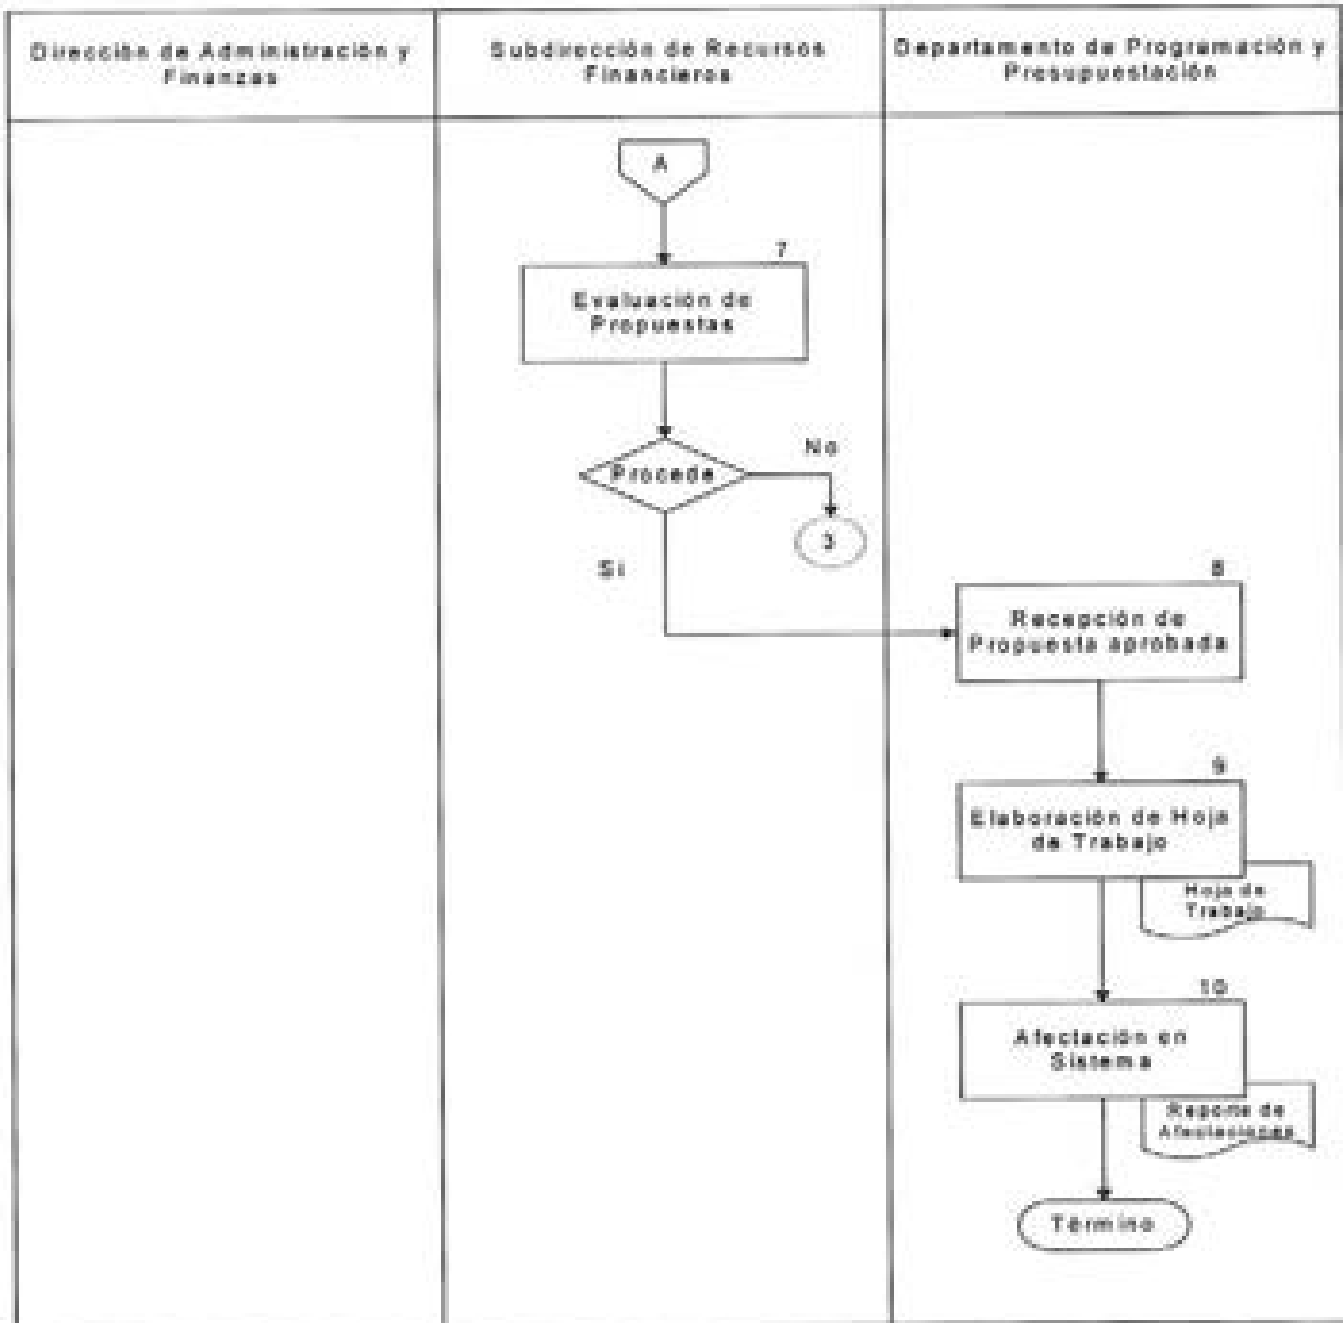 Dirección de Administración y
Finanzas
Subdirección de Recursos
Financieros
Departamento de Programación y
Presupuestación
A
7
Evaluación de
Propuestas
Procede
No
3
Si
8
Recepción de
Propuesta aprobada
9
Elaboración de Hoja
de Trabajo
Hoja de
Trabajo
10
Afectación en
Sistema
Reporte de
Afectaciones
Término